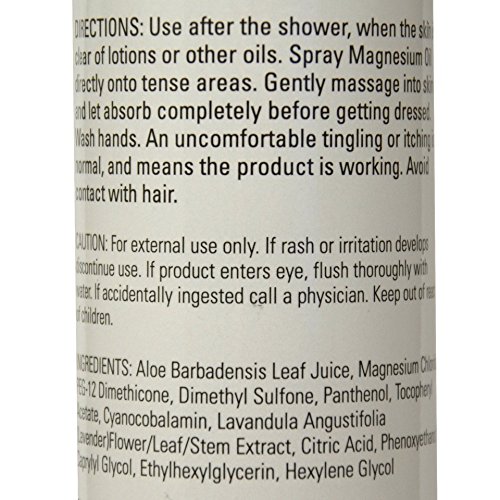 DIRECTIONS: Use after the shower, when the skin
clear of lotions or other oils. Spray Magnesium Oil
directly onto tense areas. Gently massage into skin
and let absorb completely before getting dressed.
Wash hands. An uncomfortable tingling or itching
normal, and means the product is working. Avoid
contact with hair.
CAUTION: For external use only. If rash or irritation develops
discontinue use. If product enters eye, flush thoroughly with
water. If accidentally ingested call a physician. Keep out of reach
of children.
INGREDIENTS: Aloe Barbadensis Leaf Juice, Magnesium Chlorid
PEG-12 Dimethicone, Dimethyl Sulfone, Panthenol, Tocopheryl
Acetate, Cyanocobalamin, Lavandula Angustifolia
(Lavender)Flower/Leaf/Stem Extract, Citric Acid, Phenoxyethanol
Caprylyl Glycol, Ethylhexylglycerin, Hexylene Glycol